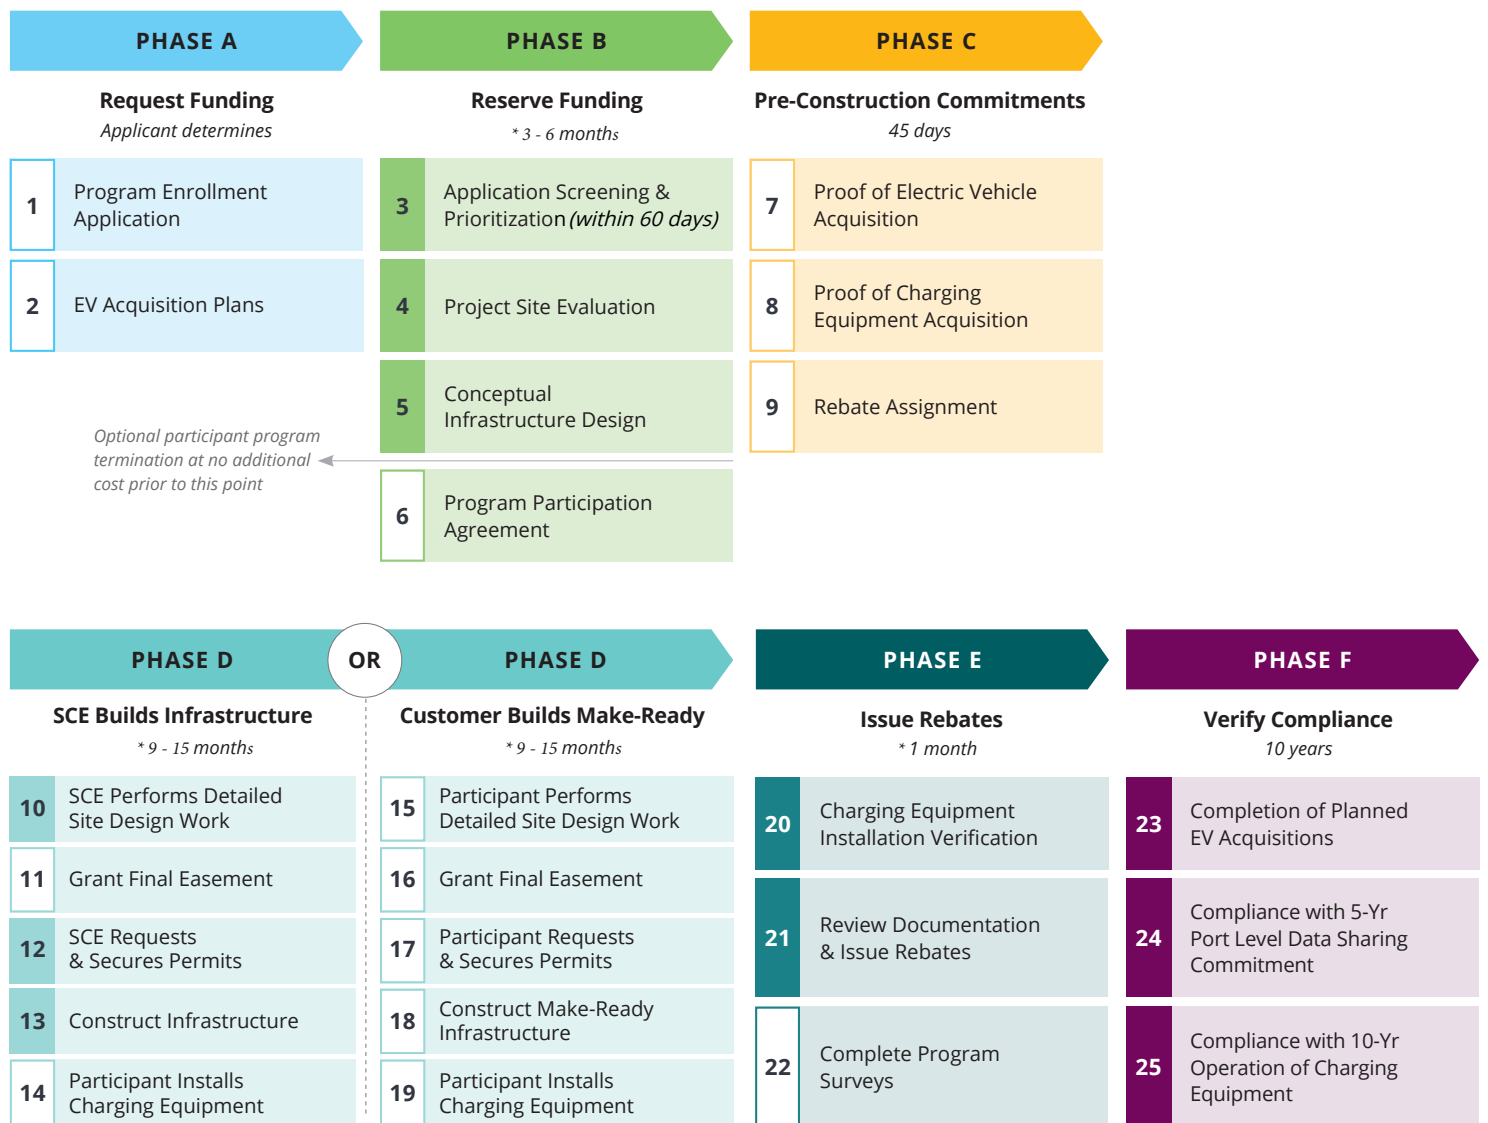 PHASE A
Request Funding
Applicant determines
1
Program Enrollment
Application
2
EV Acquisition Plans
Optional participant program
termination at no additional
cost prior to this point
PHASE B
Reserve Funding
* 3 - 6 months
3
Application Screening &
Prioritization (within 60 days)
4
Project Site Evaluation
5
Conceptual
Infrastructure Design
6
Program Participation
Agreement
PHASE C
Pre-Construction Commitments
45 days
7
Proof of Electric Vehicle
Acquisition
8
Proof of Charging
Equipment Acquisition
9
Rebate Assignment
PHASE D
SCE Builds Infrastructure
* 9 - 15 months
10
SCE Performs Detailed
Site Design Work
11
Grant Final Easement
12
SCE Requests
& Secures Permits
13
Construct Infrastructure
14
Participant Installs
Charging Equipment
OR
PHASE D
Customer Builds Make-Ready
* 9 - 15 months
15
Participant Performs
Detailed Site Design Work
16
Grant Final Easement
17
Participant Requests
& Secures Permits
18
Construct Make-Ready
Infrastructure
19
Participant Installs
Charging Equipment
PHASE E
Issue Rebates
* 1 month
20
Charging Equipment
Installation Verification
21
Review Documentation
& Issue Rebates
22
Complete Program
Surveys
PHASE F
Verify Compliance
10 years
23
Completion of Planned
EV Acquisitions
24
Compliance with 5-Yr
Port Level Data Sharing
Commitment
25
Compliance with 10-Yr
Operation of Charging
Equipment